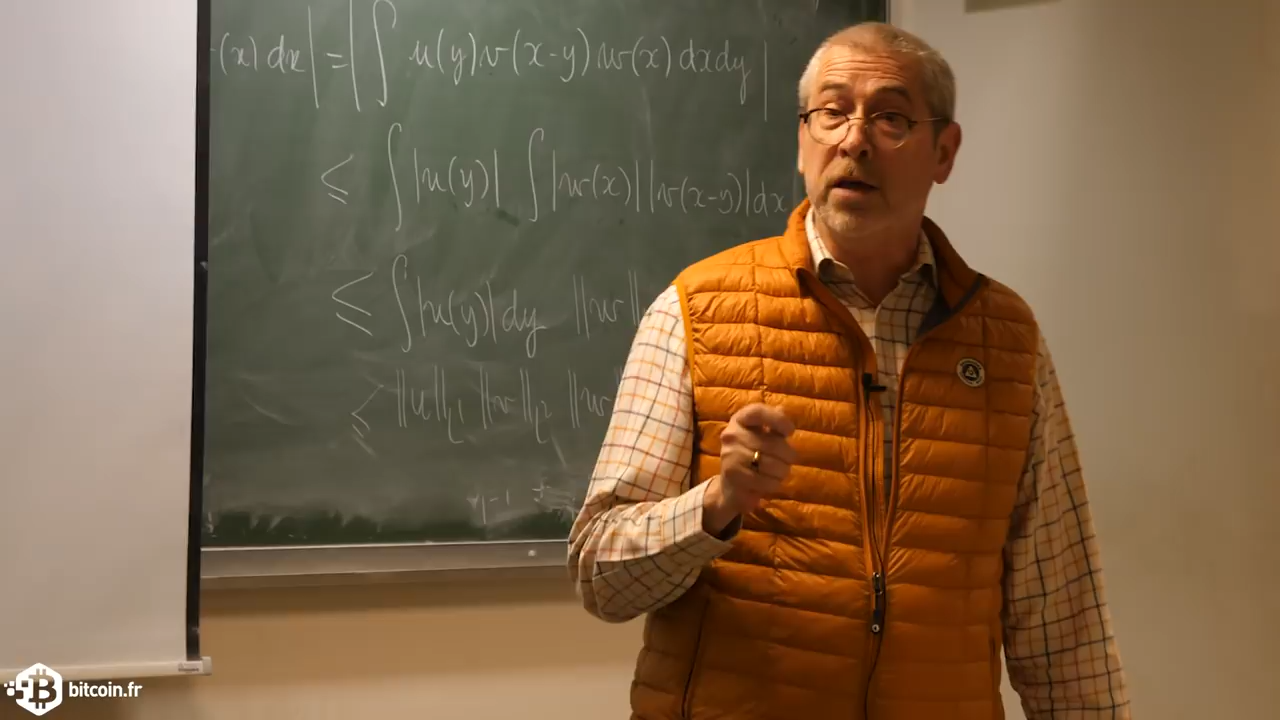 (x) dx | = | ∫ u(y) v(x-y) w(x) dx dy |
≤ ∫ |u(y)| ∫ |w(x)| |v(x-y)| dx
≤ ∫ |u(y)| dy ||w||
≤ ||u||_{L^1} ||v||_{L^2} ||w
bitcoin.fr